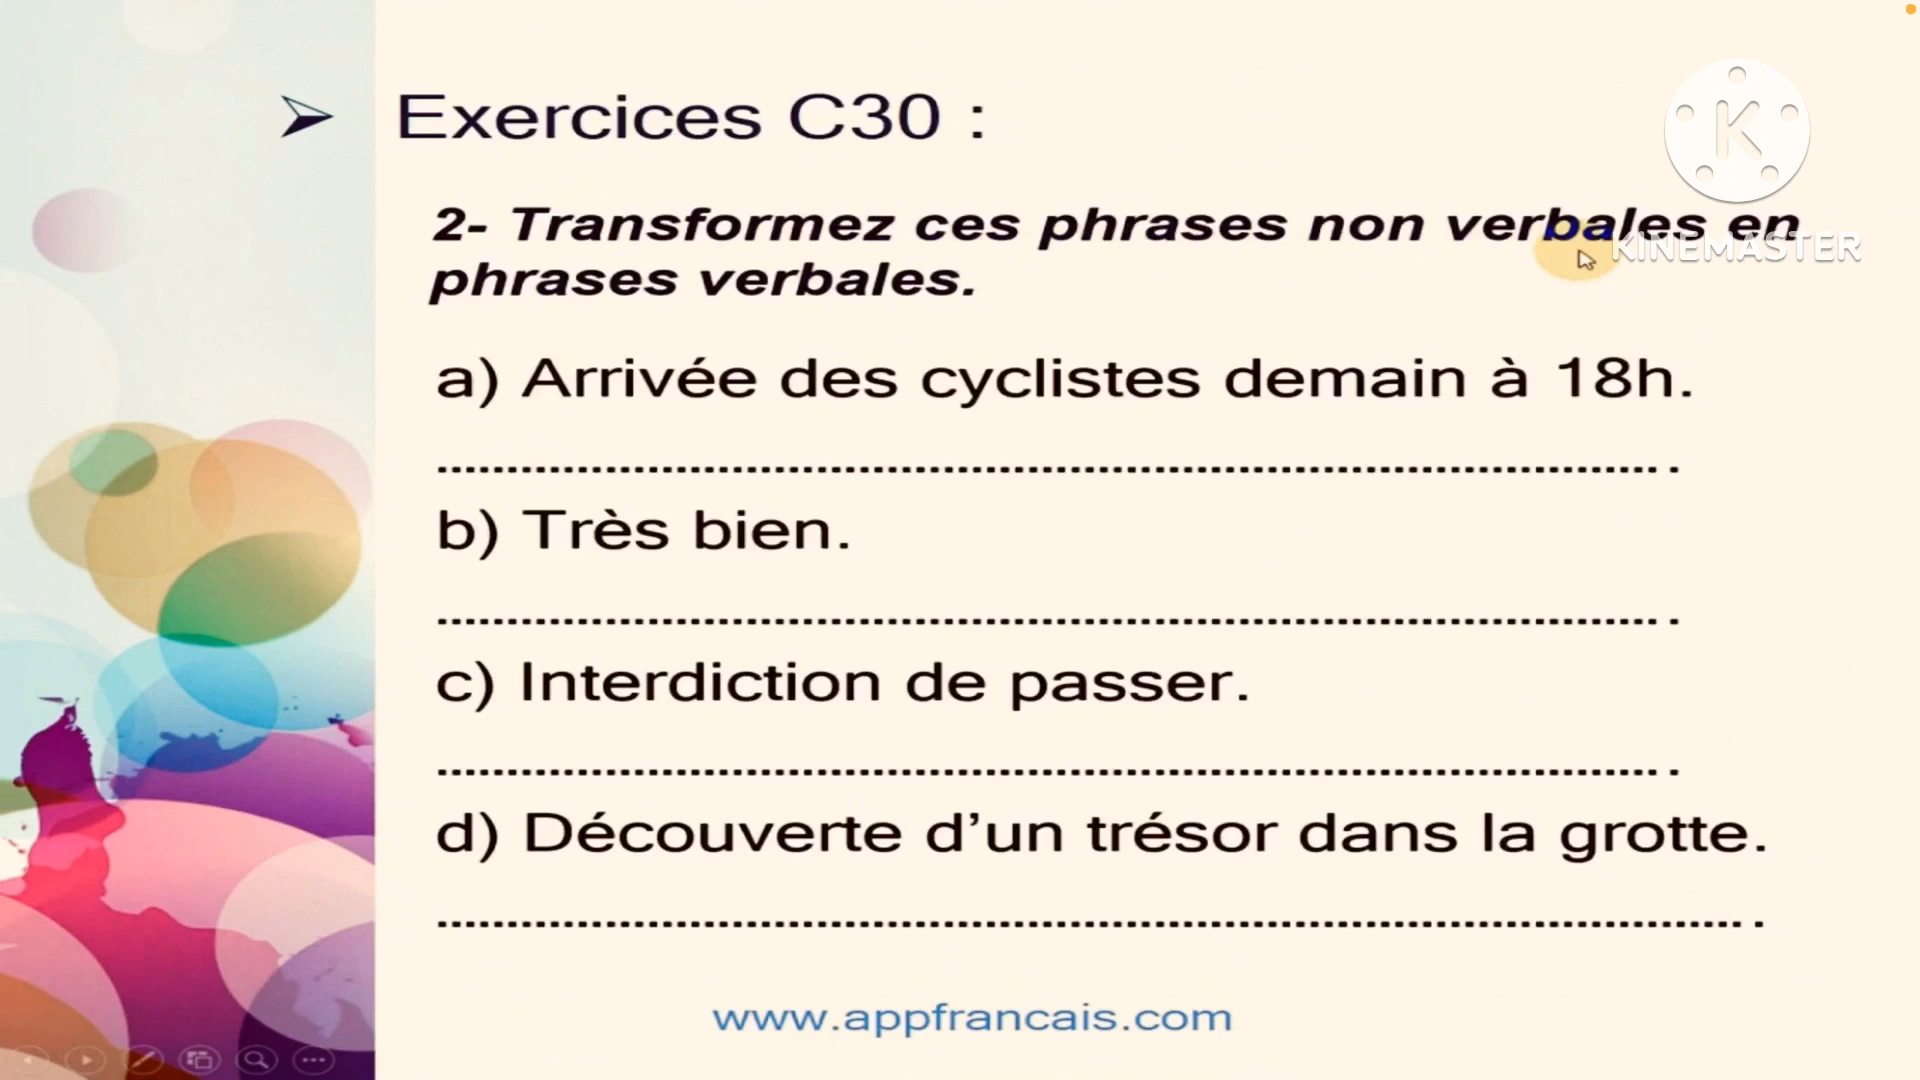 Exercices C30 :
2- Transformez ces phrases non verbales en
phrases verbales.
a) Arrivée des cyclistes demain à 18h.
b) Très bien.
c) Interdiction de passer.
d) Découverte d’un trésor dans la grotte.
www.appfrancais.com
K
KINEMASTER